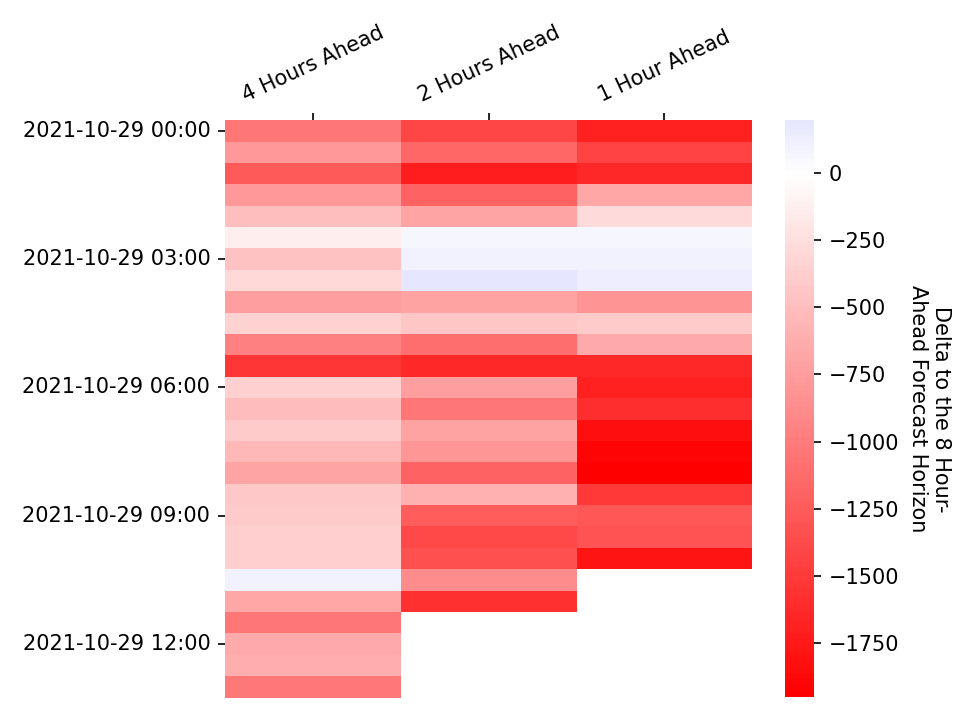 4 Hours Ahead
2 Hours Ahead
1 Hour Ahead
2021-10-29 00:00
2021-10-29 03:00
2021-10-29 06:00
2021-10-29 09:00
2021-10-29 12:00
0
−250
−500
−750
−1000
−1250
−1500
−1750
Delta to the 8 Hour-
Ahead Forecast Horizon